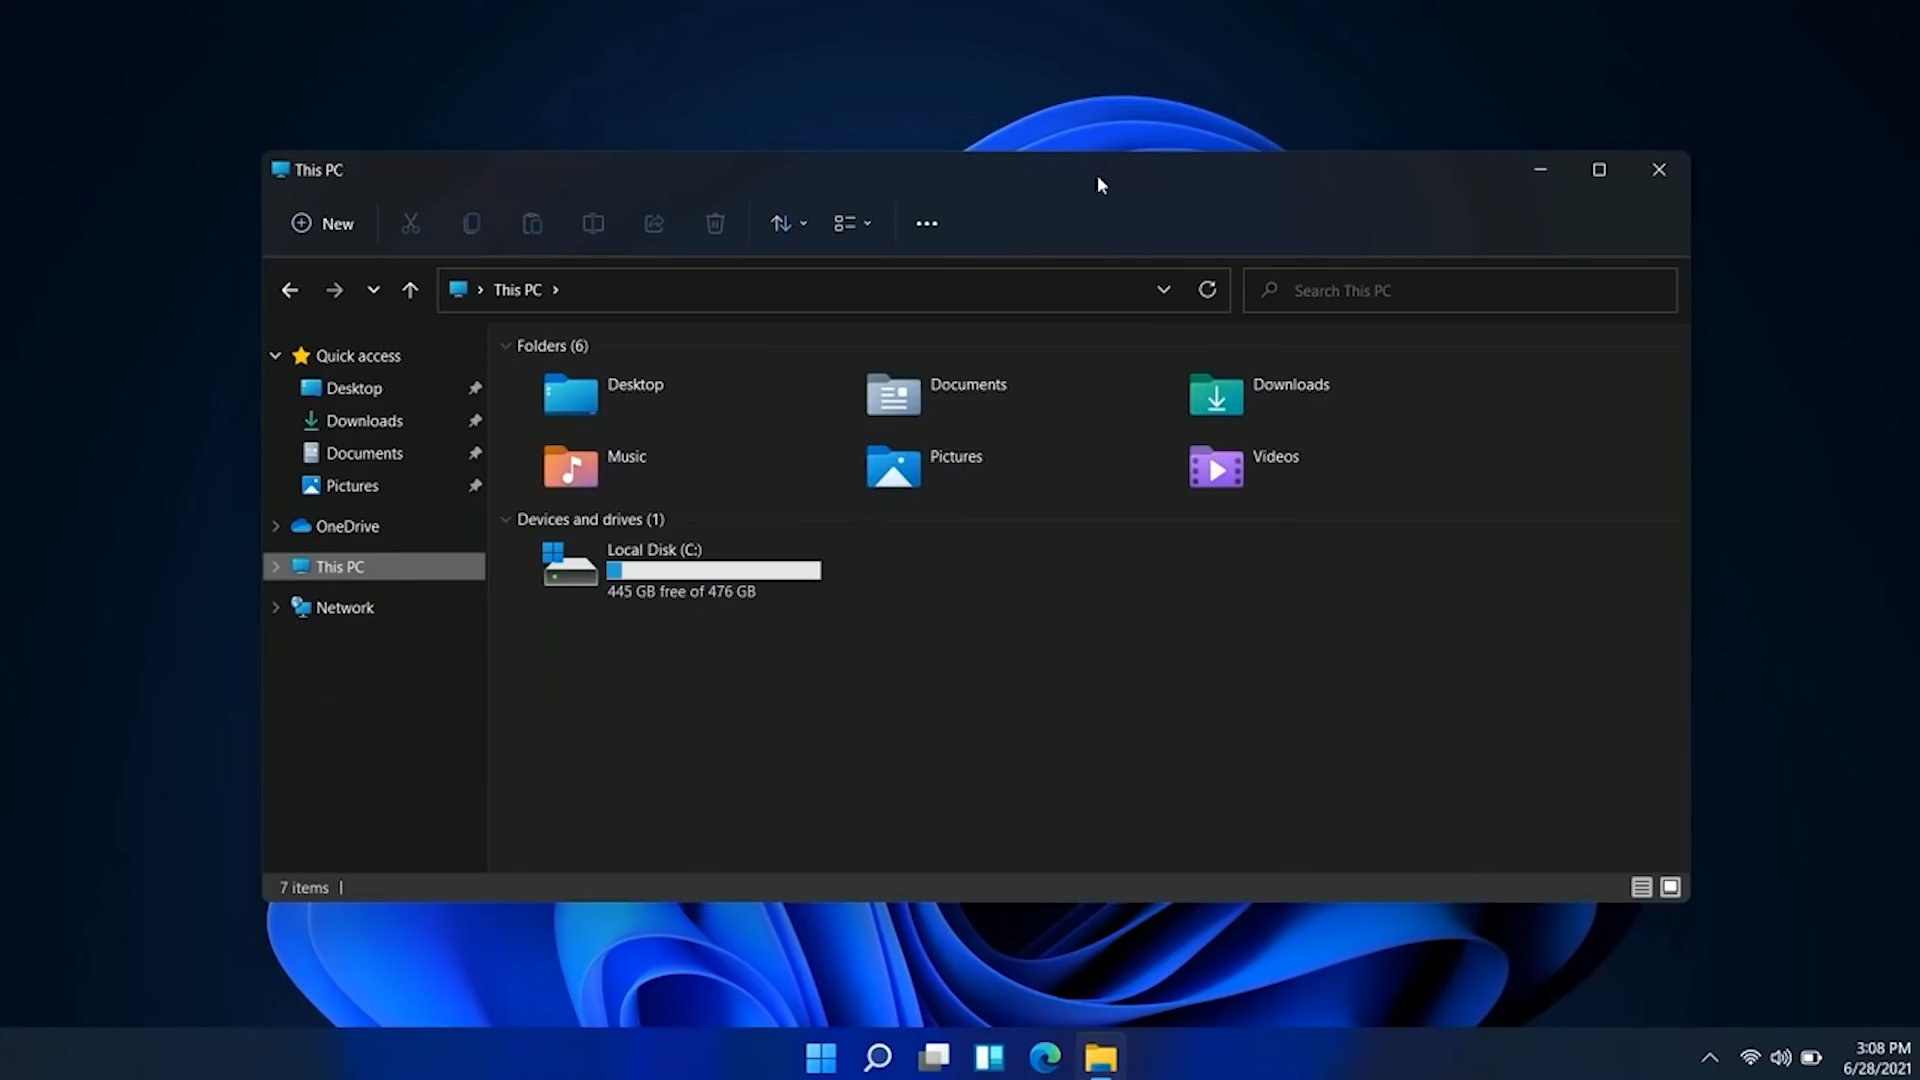 This PC
New
This PC
Search This PC
Quick access
Desktop
Downloads
Documents
Pictures
OneDrive
This PC
Network
Folders (6)
Desktop
Documents
Downloads
Music
Pictures
Videos
Devices and drives (1)
Local Disk (C:)
445 GB free of 476 GB
7 items
3:08 PM
6/28/2021